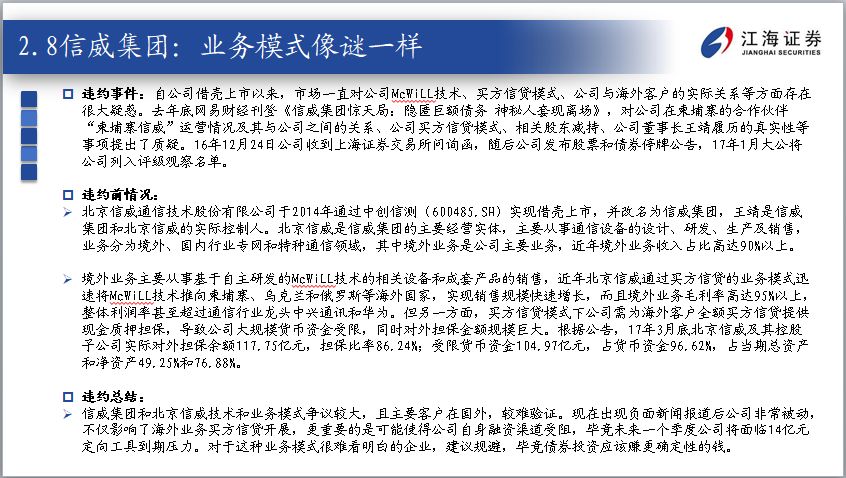 2.8信威集团：业务模式像谜一样
江海证券
JIANGHAI SECURITIES
违约事件：自公司借壳上市以来，市场一直对公司McWiLL技术、买方信贷模式、公司与海外客户的实际关系等方面存在
很大疑惑。去年底网易财经刊登《信威集团惊天局：隐匿巨额债务 神秘人套现离场》，对公司在柬埔寨的合作伙伴
“柬埔寨信威”运营情况及其与公司之间的关系、公司买方信贷模式、相关股东减持、公司董事长王靖履历的真实性等
事项提出了质疑。16年12月24日公司收到上海证券交易所问询函，随后公司发布股票和债券停牌公告，17年1月大公将
公司列入评级观察名单。
违约前情况：
北京信威通信技术股份有限公司于2014年通过中创信测（600485.SH）实现借壳上市，并改名为信威集团，王靖是信威
集团和北京信威的实际控制人。北京信威是信威集团的主要经营实体，主要从事通信设备的设计、研发、生产及销售，
业务分为境外、国内行业专网和特种通信领域，其中境外业务是公司主要业务，近年境外业务收入占比高达90%以上。
境外业务主要从事基于自主研发的McWiLL技术的相关设备和成套产品的销售，近年北京信威通过买方信贷的业务模式迅
速将McWiLL技术推向柬埔寨、乌克兰和俄罗斯等海外国家，实现销售规模快速增长，而且境外业务毛利率高达95%以上，
整体利润率甚至超过通信行业龙头中兴通讯和华为。但另一方面，买方信贷模式下公司需为海外客户全额买方信贷提供
现金质押担保，导致公司大规模货币资金受限，同时对外担保金额规模巨大。根据公告，17年3月底北京信威及其控股
子公司实际对外担保余额117.75亿元，担保比率86.24%；受限货币资金104.97亿元，占货币资金96.62%，占当期总资产
和净资产49.25%和76.88%。
违约总结：
信威集团和北京信威技术和业务模式争议较大，且主要客户在国外，较难验证。现在出现负面新闻报道后公司非常被动，
不仅影响了海外业务买方信贷开展，更重要的是可能使得公司自身融资渠道受阻，毕竟未来一个季度公司将面临14亿元
定向工具到期压力。对于这种业务模式很难看明白的企业，建议规避，毕竟债券投资应该赚更确定性的钱。